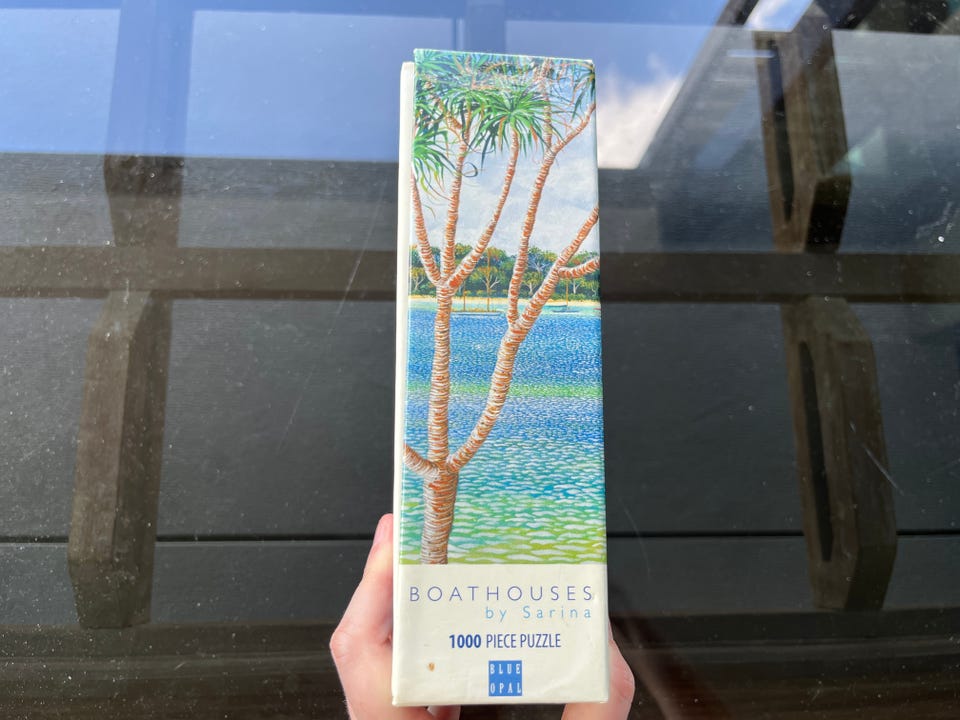 BOATHOUSES
by Sarina
1000 PIECE PUZZLE
BLUE
OPAL